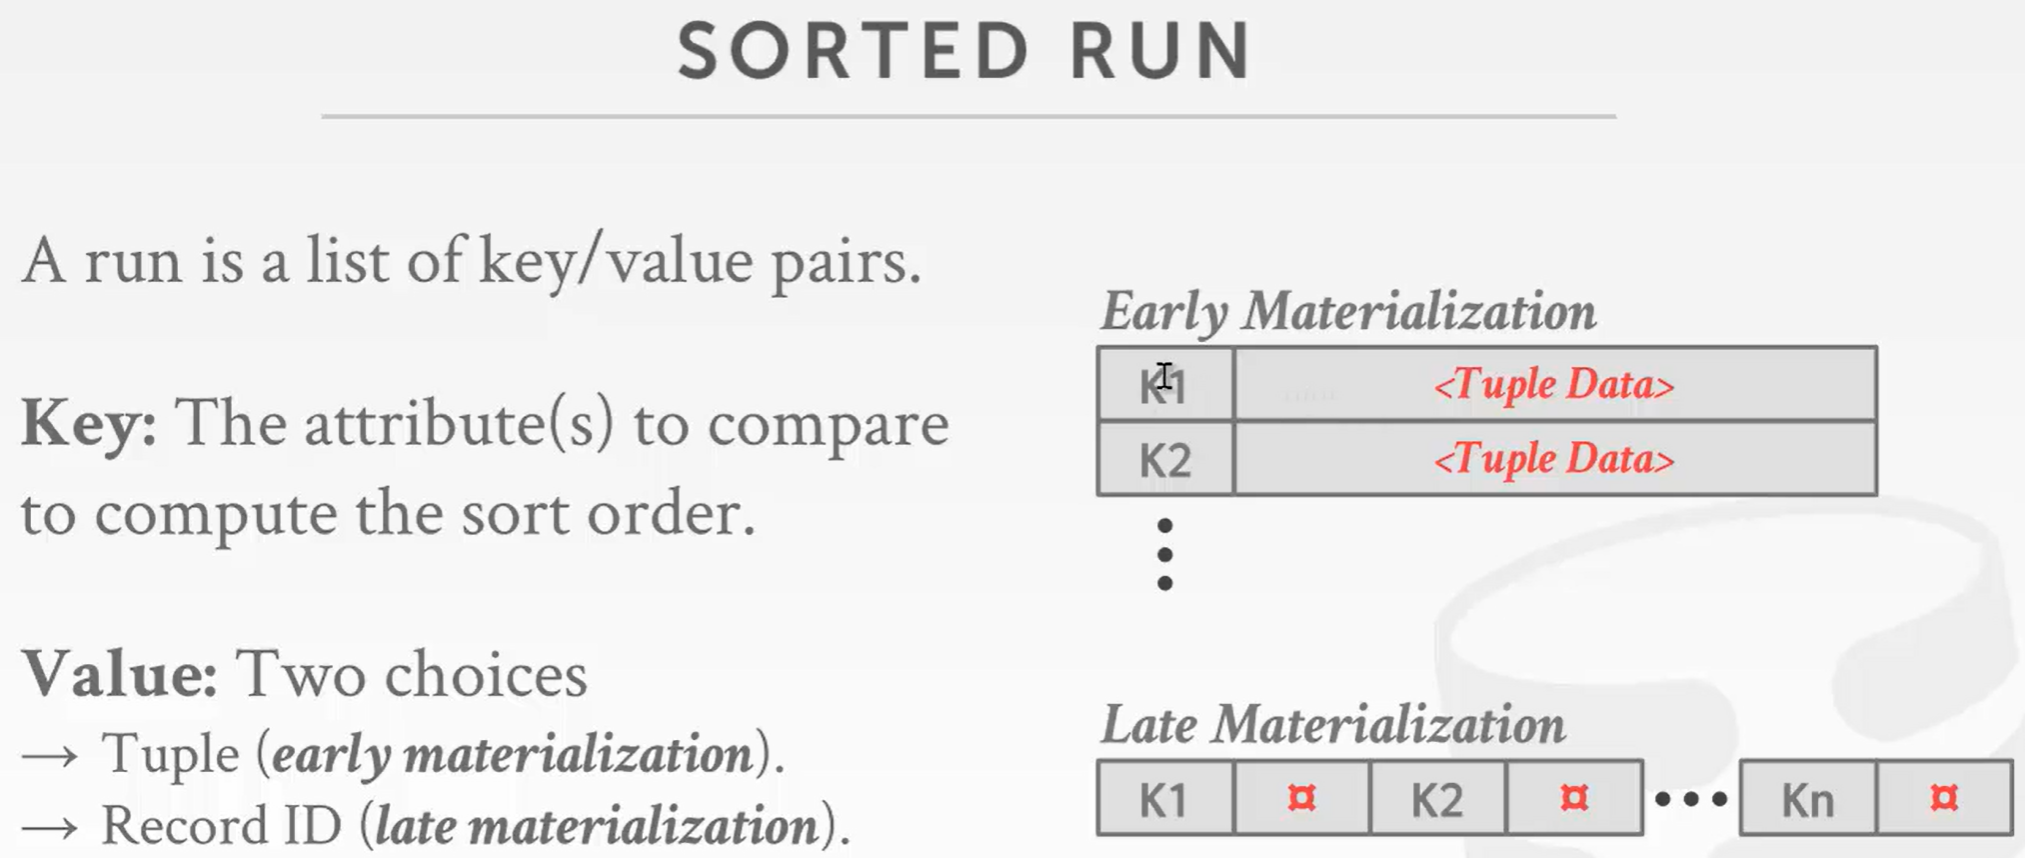 SORTED RUN
A run is a list of key/value pairs.
Key: The attribute(s) to compare
to compute the sort order.
Value: Two choices
→ Tuple (early materialization).
→ Record ID (late materialization).
Early Materialization
K1 <Tuple Data>
K2 <Tuple Data>
Late Materialization
K1 ¤ K2 ¤ ••• Kn ¤